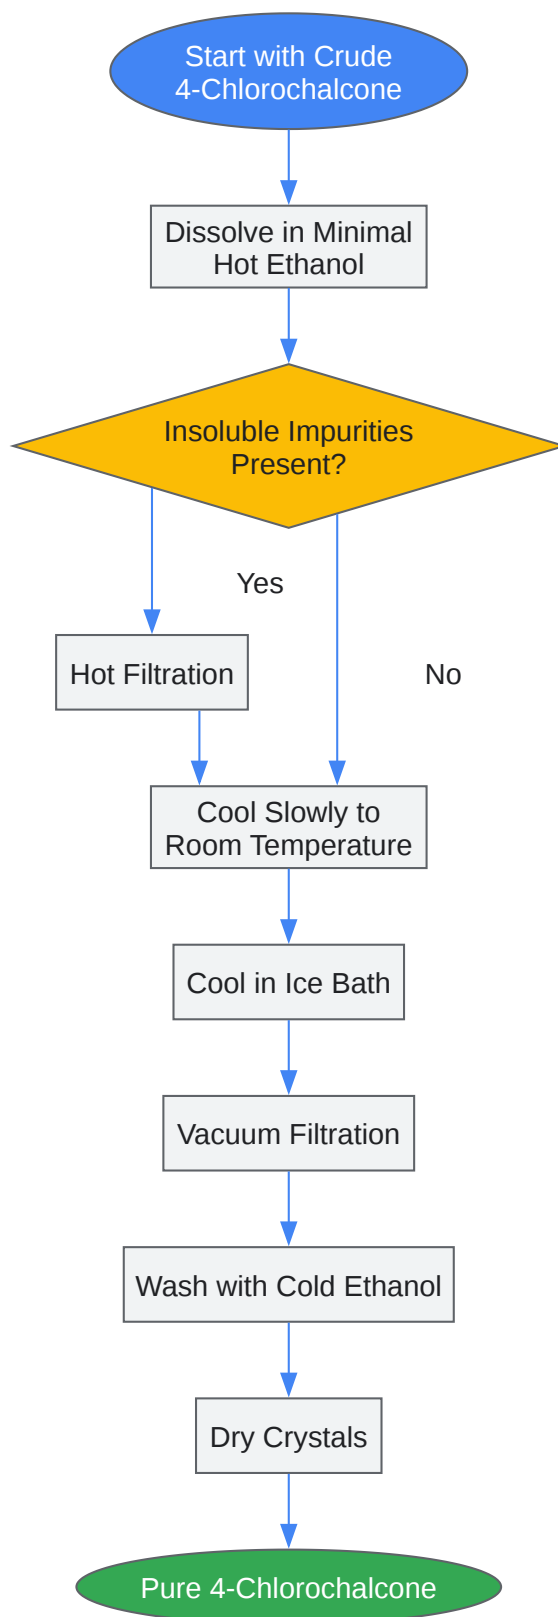 Start with Crude
4-Chlorochalcone
Dissolve in Minimal
Hot Ethanol
Insoluble Impurities
Present?
Yes
Hot Filtration
No
Cool Slowly to
Room Temperature
Cool in Ice Bath
Vacuum Filtration
Wash with Cold Ethanol
Dry Crystals
Pure 4-Chlorochalcone